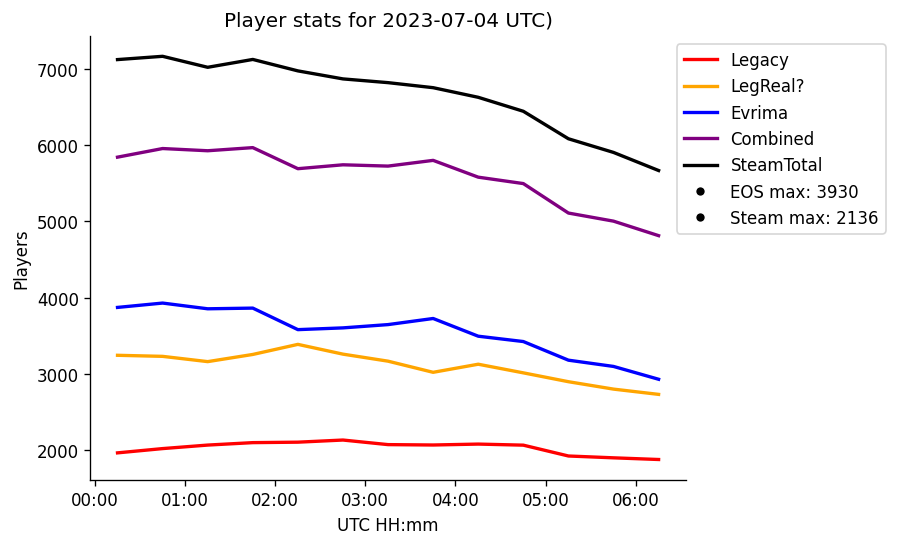 Player stats for 2023-07-04 UTC)
Legacy
LegReal?
Evrima
Combined
SteamTotal
EOS max: 3930
Steam max: 2136
Players
7000
6000
5000
4000
3000
2000
00:00 01:00 02:00 03:00 04:00 05:00 06:00
UTC HH:mm